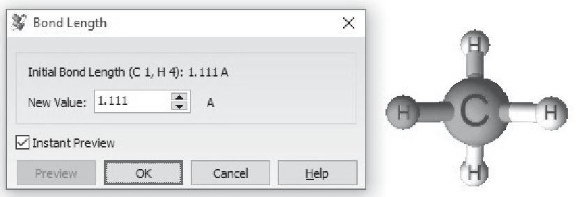 Bond Length
Initial Bond Length (C 1, H 4): 1.111 A
New Value: 1.111 A
Instant Preview
Preview OK Cancel Help
H
H C H
H